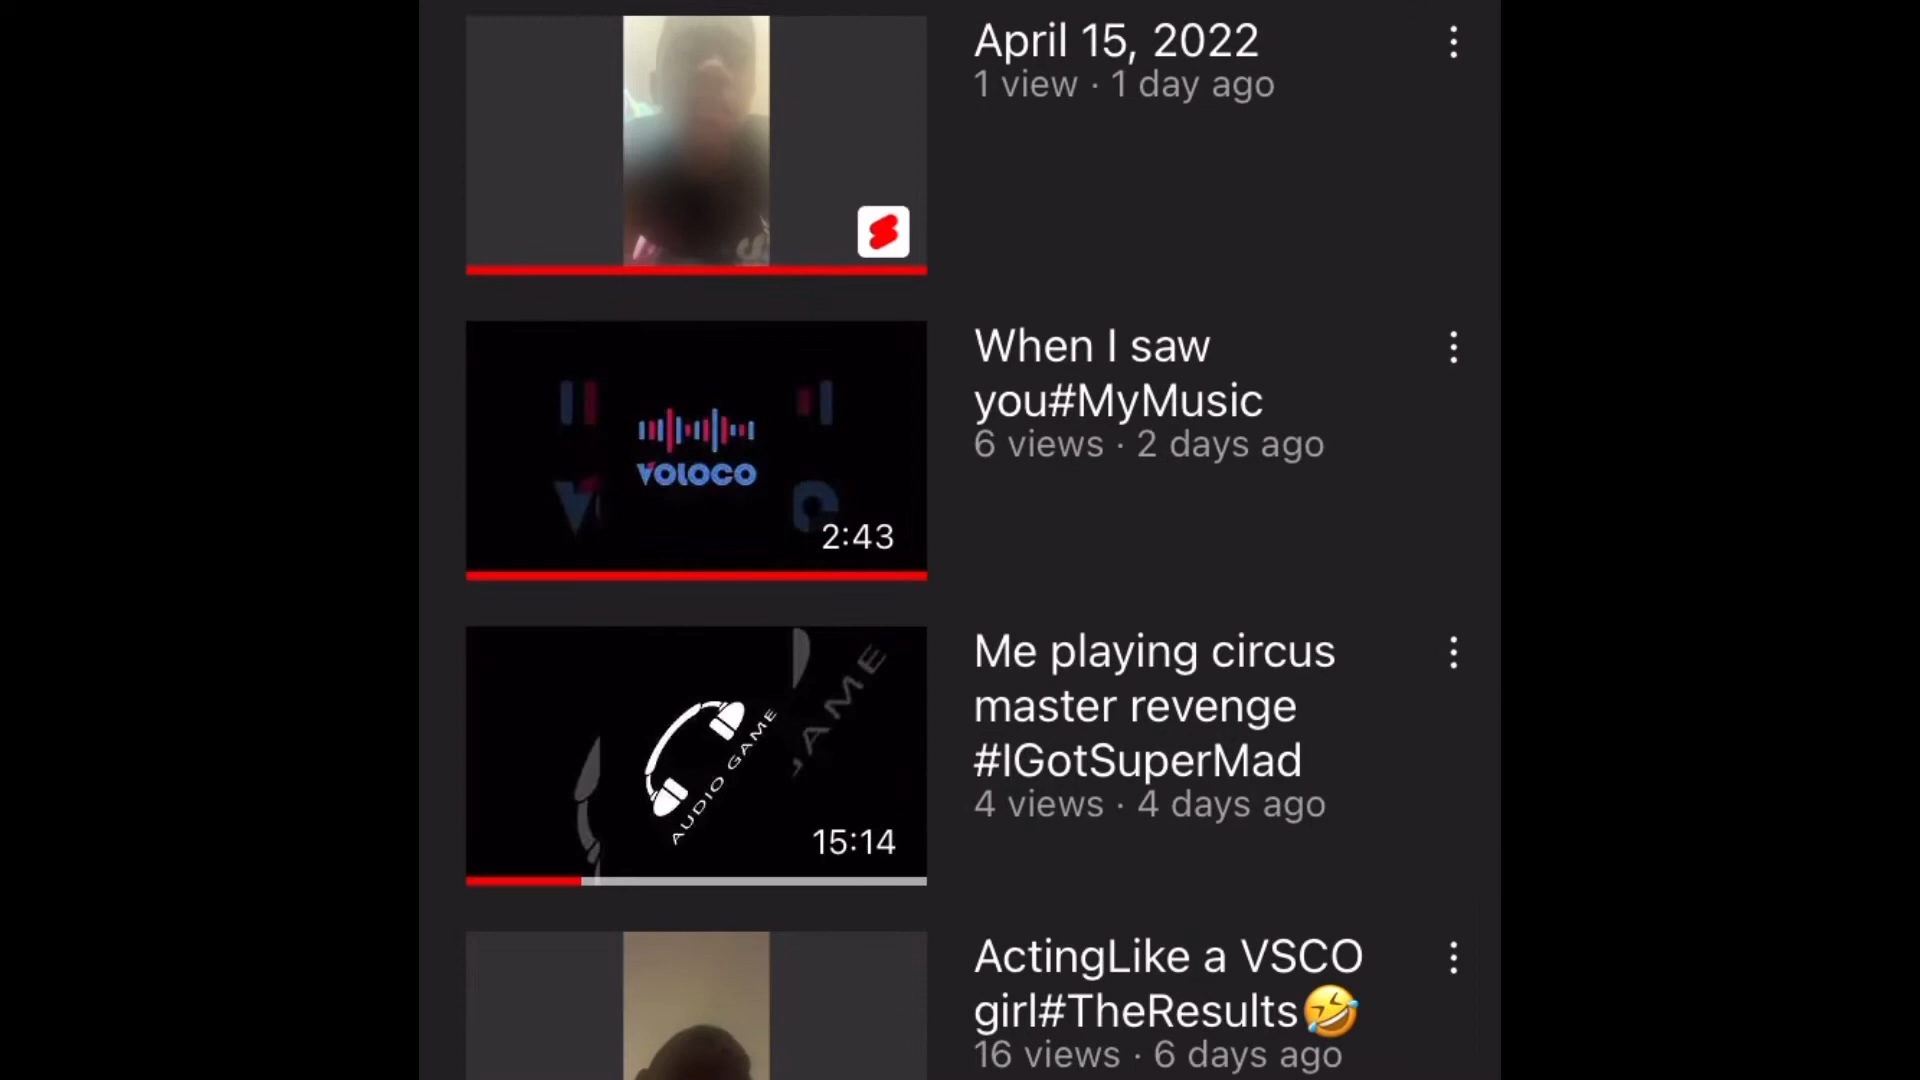 April 15, 2022
1 view · 1 day ago
When I saw
you#MyMusic
6 views · 2 days ago
VOLOCO
2:43
Me playing circus
master revenge
#IGotSuperMad
4 views · 4 days ago
AUDIO GAME
15:14
ActingLike a VSCO
girl#TheResults🤣
16 views · 6 days ago